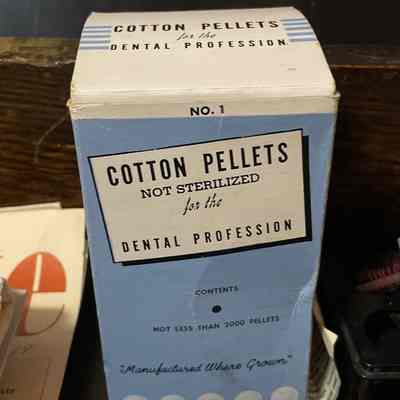 COTTON PELLETS
for the
DENTAL PROFESSION
NO. 1
COTTON PELLETS
NOT STERILIZED
for the
DENTAL PROFESSION
CONTENTS
NOT LESS THAN 2000 PELLETS
"Manufactured Where Grown"
e